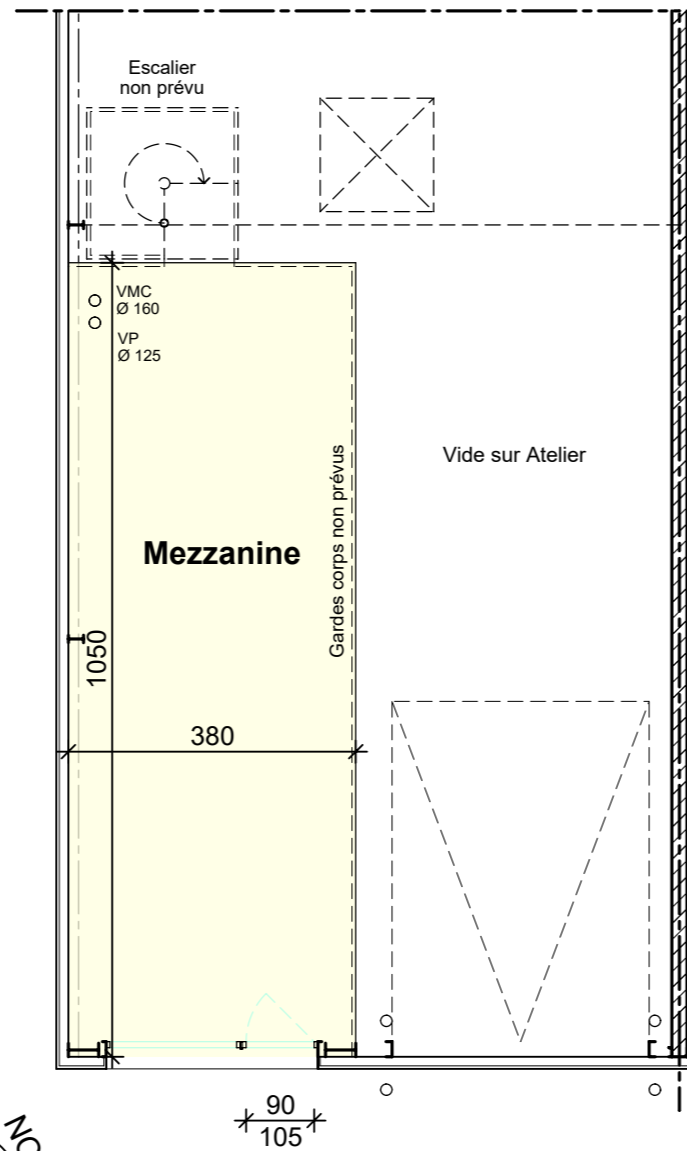 Escalier
non prévu
VMC
Ø 160
VP
Ø 125
Vide sur Atelier
Gardes corps non prévus
Mezzanine
1050
380
90
105